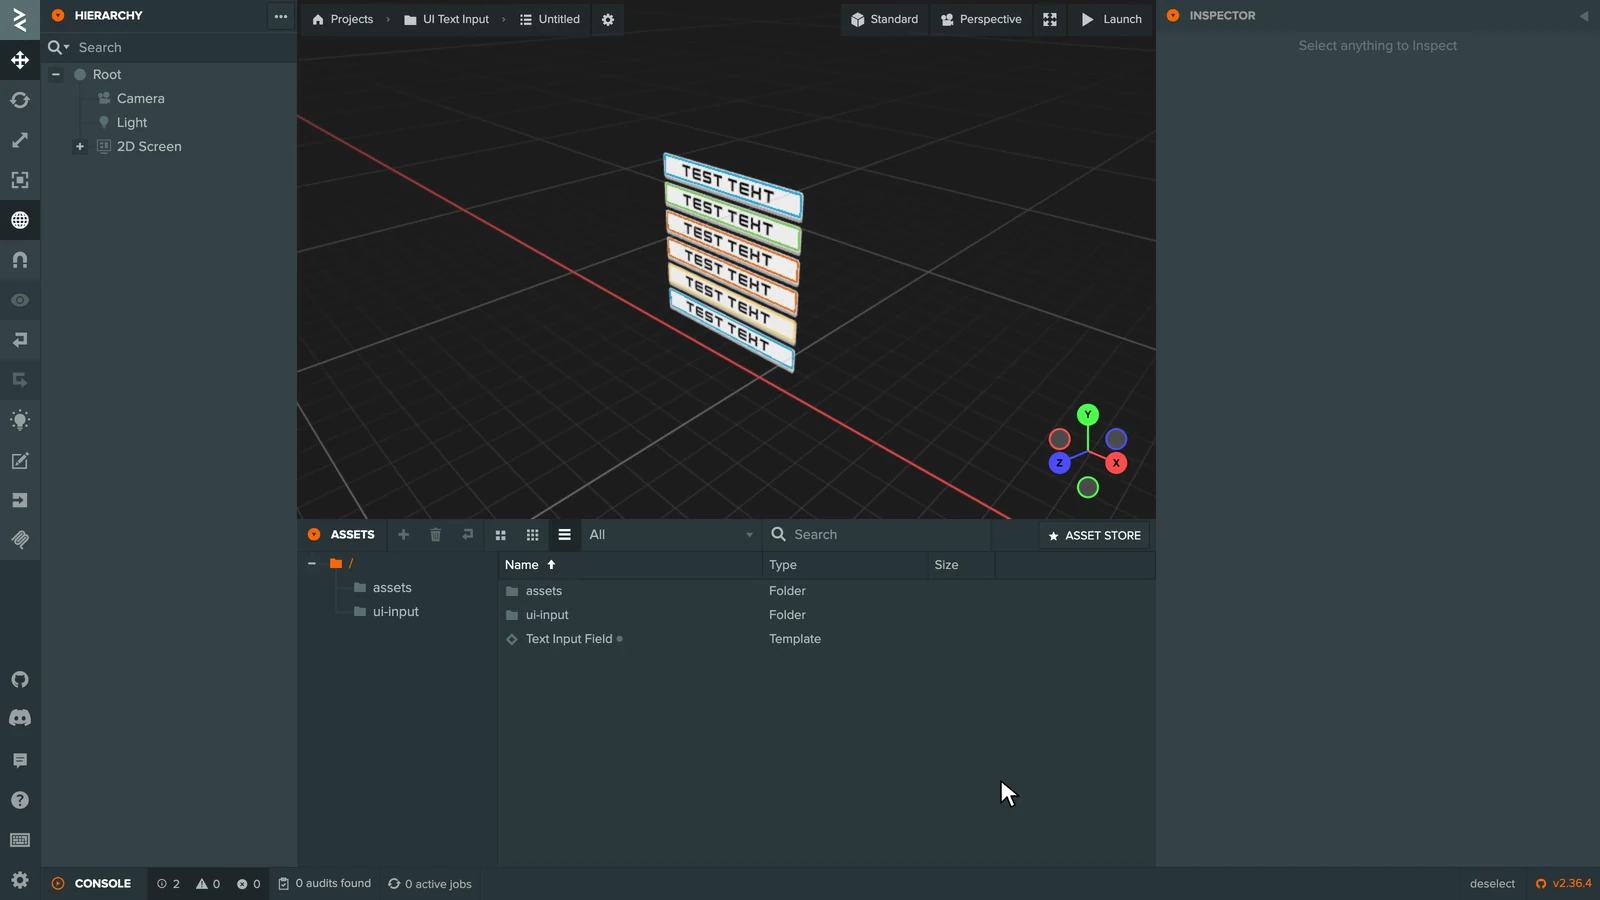 HIERARCHY
Search
Root
Camera
Light
2D Screen
Projects
UI Text Input
Untitled
Standard
Perspective
Launch
TEST TEHT
TEST TEHT
TEST TEHT
TEST TEHT
TEST TEHT
TEST TEHT
Y
Z
X
ASSETS
All
Search
ASSET STORE
/
assets
ui-input
Name
Type
Size
assets
Folder
ui-input
Folder
Text Input Field
Template
INSPECTOR
Select anything to Inspect
CONSOLE
2
0
0
0 audits found
0 active jobs
deselect
v2.36.4